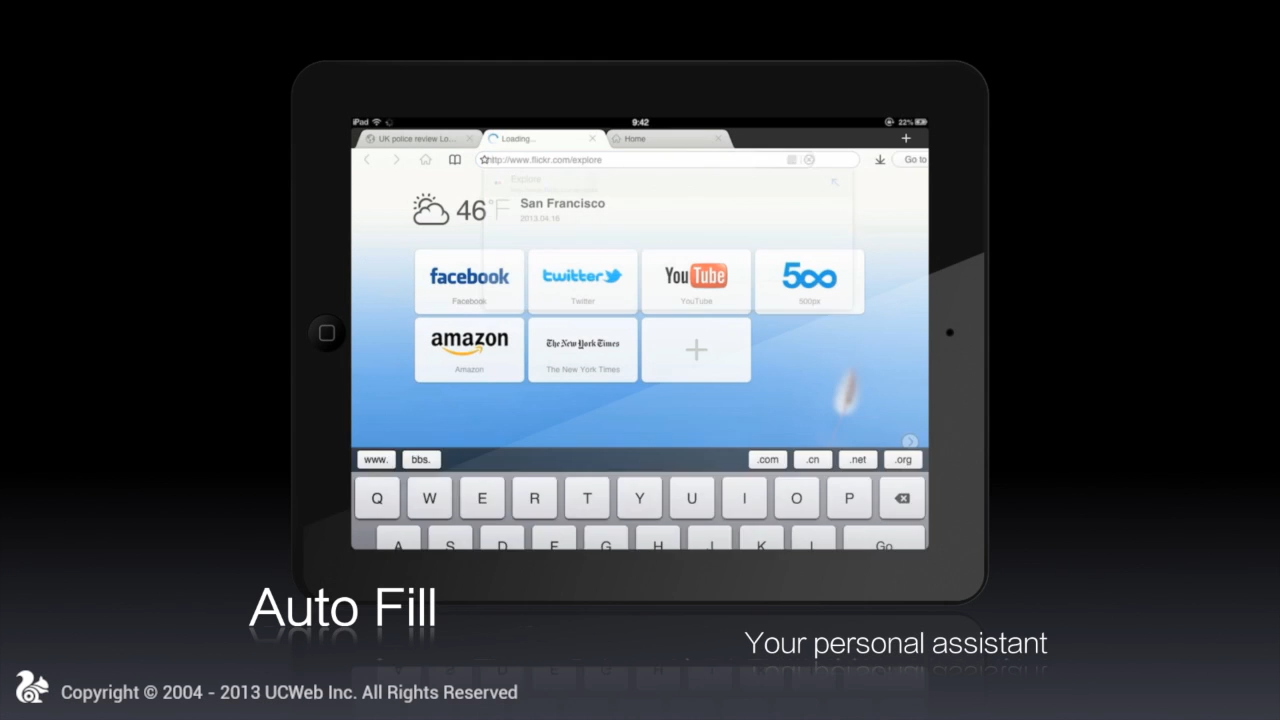 iPad
9:42
22%
UK police review Lo...
Loading...
Home
http://www.flickr.com/explore
Go to
Explore
46°F
San Francisco
2013.04.16
facebook
Facebook
twitter
Twitter
You Tube
YouTube
500
500px
amazon
Amazon
The New York Times
The New York Times
www.
bbs.
.com
.cn
.net
.org
Q W E R T Y U I O P
A S D F G H J K L Go
Auto Fill
Your personal assistant
Copyright © 2004 - 2013 UCWeb Inc. All Rights Reserved